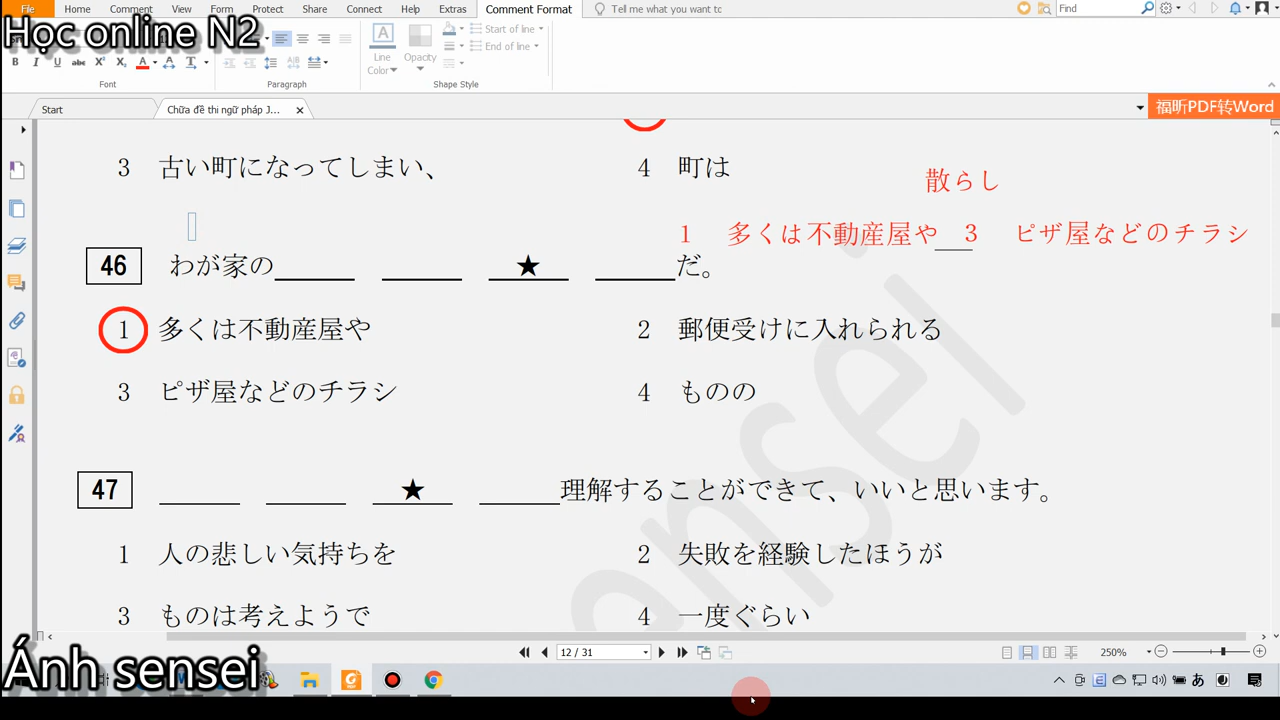 File Home Comment View Form Protect Share Connect Help Extras Comment Format Tell me what you want tc Find
Học online N2
Line Color Opacity Start of line End of line
B I U abc X² X₂ A A T
Font Paragraph Shape Style
Start Chữa đề thi ngữ pháp J... 福昕PDF转Word
3 古い町になってしまい、 4 町は
散らし
1 多くは不動産屋や 3 ピザ屋などのチラシ
46 わが家の ★ だ。
1 多くは不動産屋や 2 郵便受けに入れられる
3 ピザ屋などのチラシ 4 ものの
47 ★ 理解することができて、いいと思います。
1 人の悲しい気持ちを 2 失敗を経験したほうが
3 ものは考えようで 4 一度ぐらい
ansei
12 / 31 250%
Ánh sensei
あ